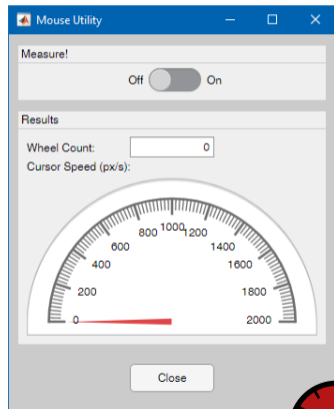 Mouse Utility
Measure!
Off On
Results
Wheel Count: 0
Cursor Speed (px/s):
0 200 400 600 800 1000 1200 1400 1600 1800 2000
Close